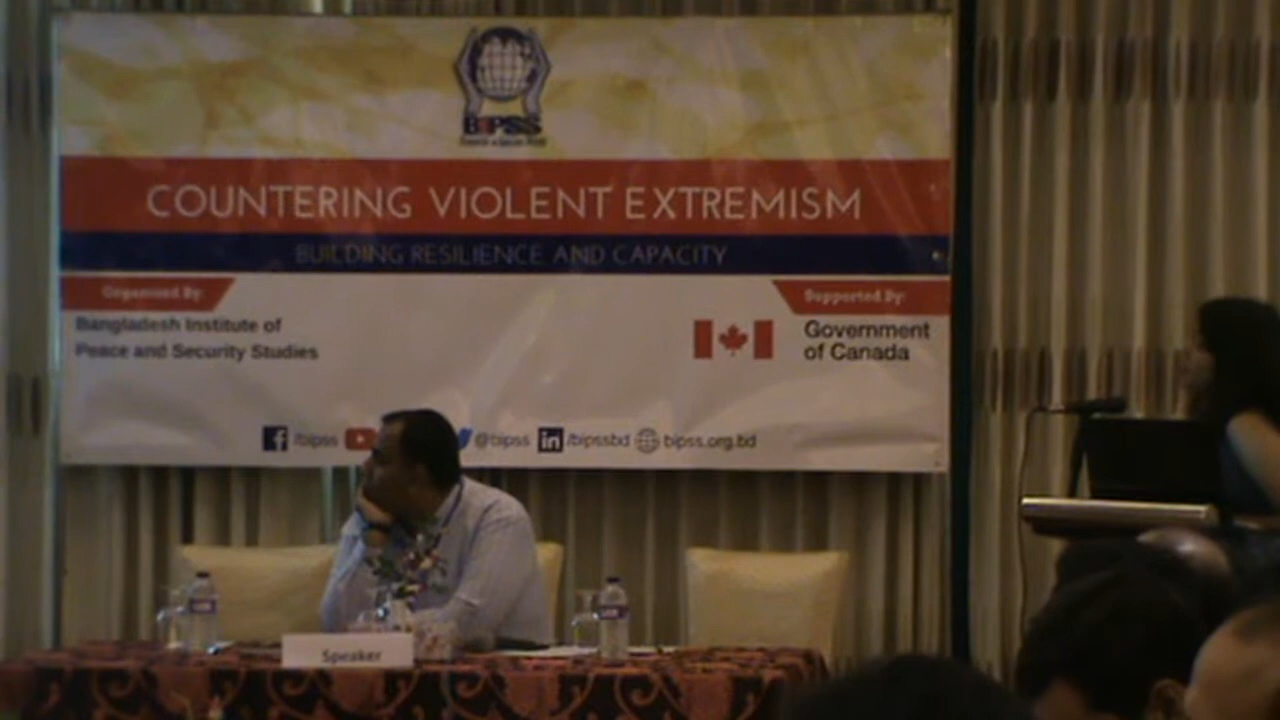 BIPSS
COUNTERING VIOLENT EXTREMISM
BUILDING RESILIENCE AND CAPACITY
Organised By:
Bangladesh Institute of
Peace and Security Studies
Supported By:
Government
of Canada
/bipss @bipss /bipssbd bipss.org.bd
Speaker